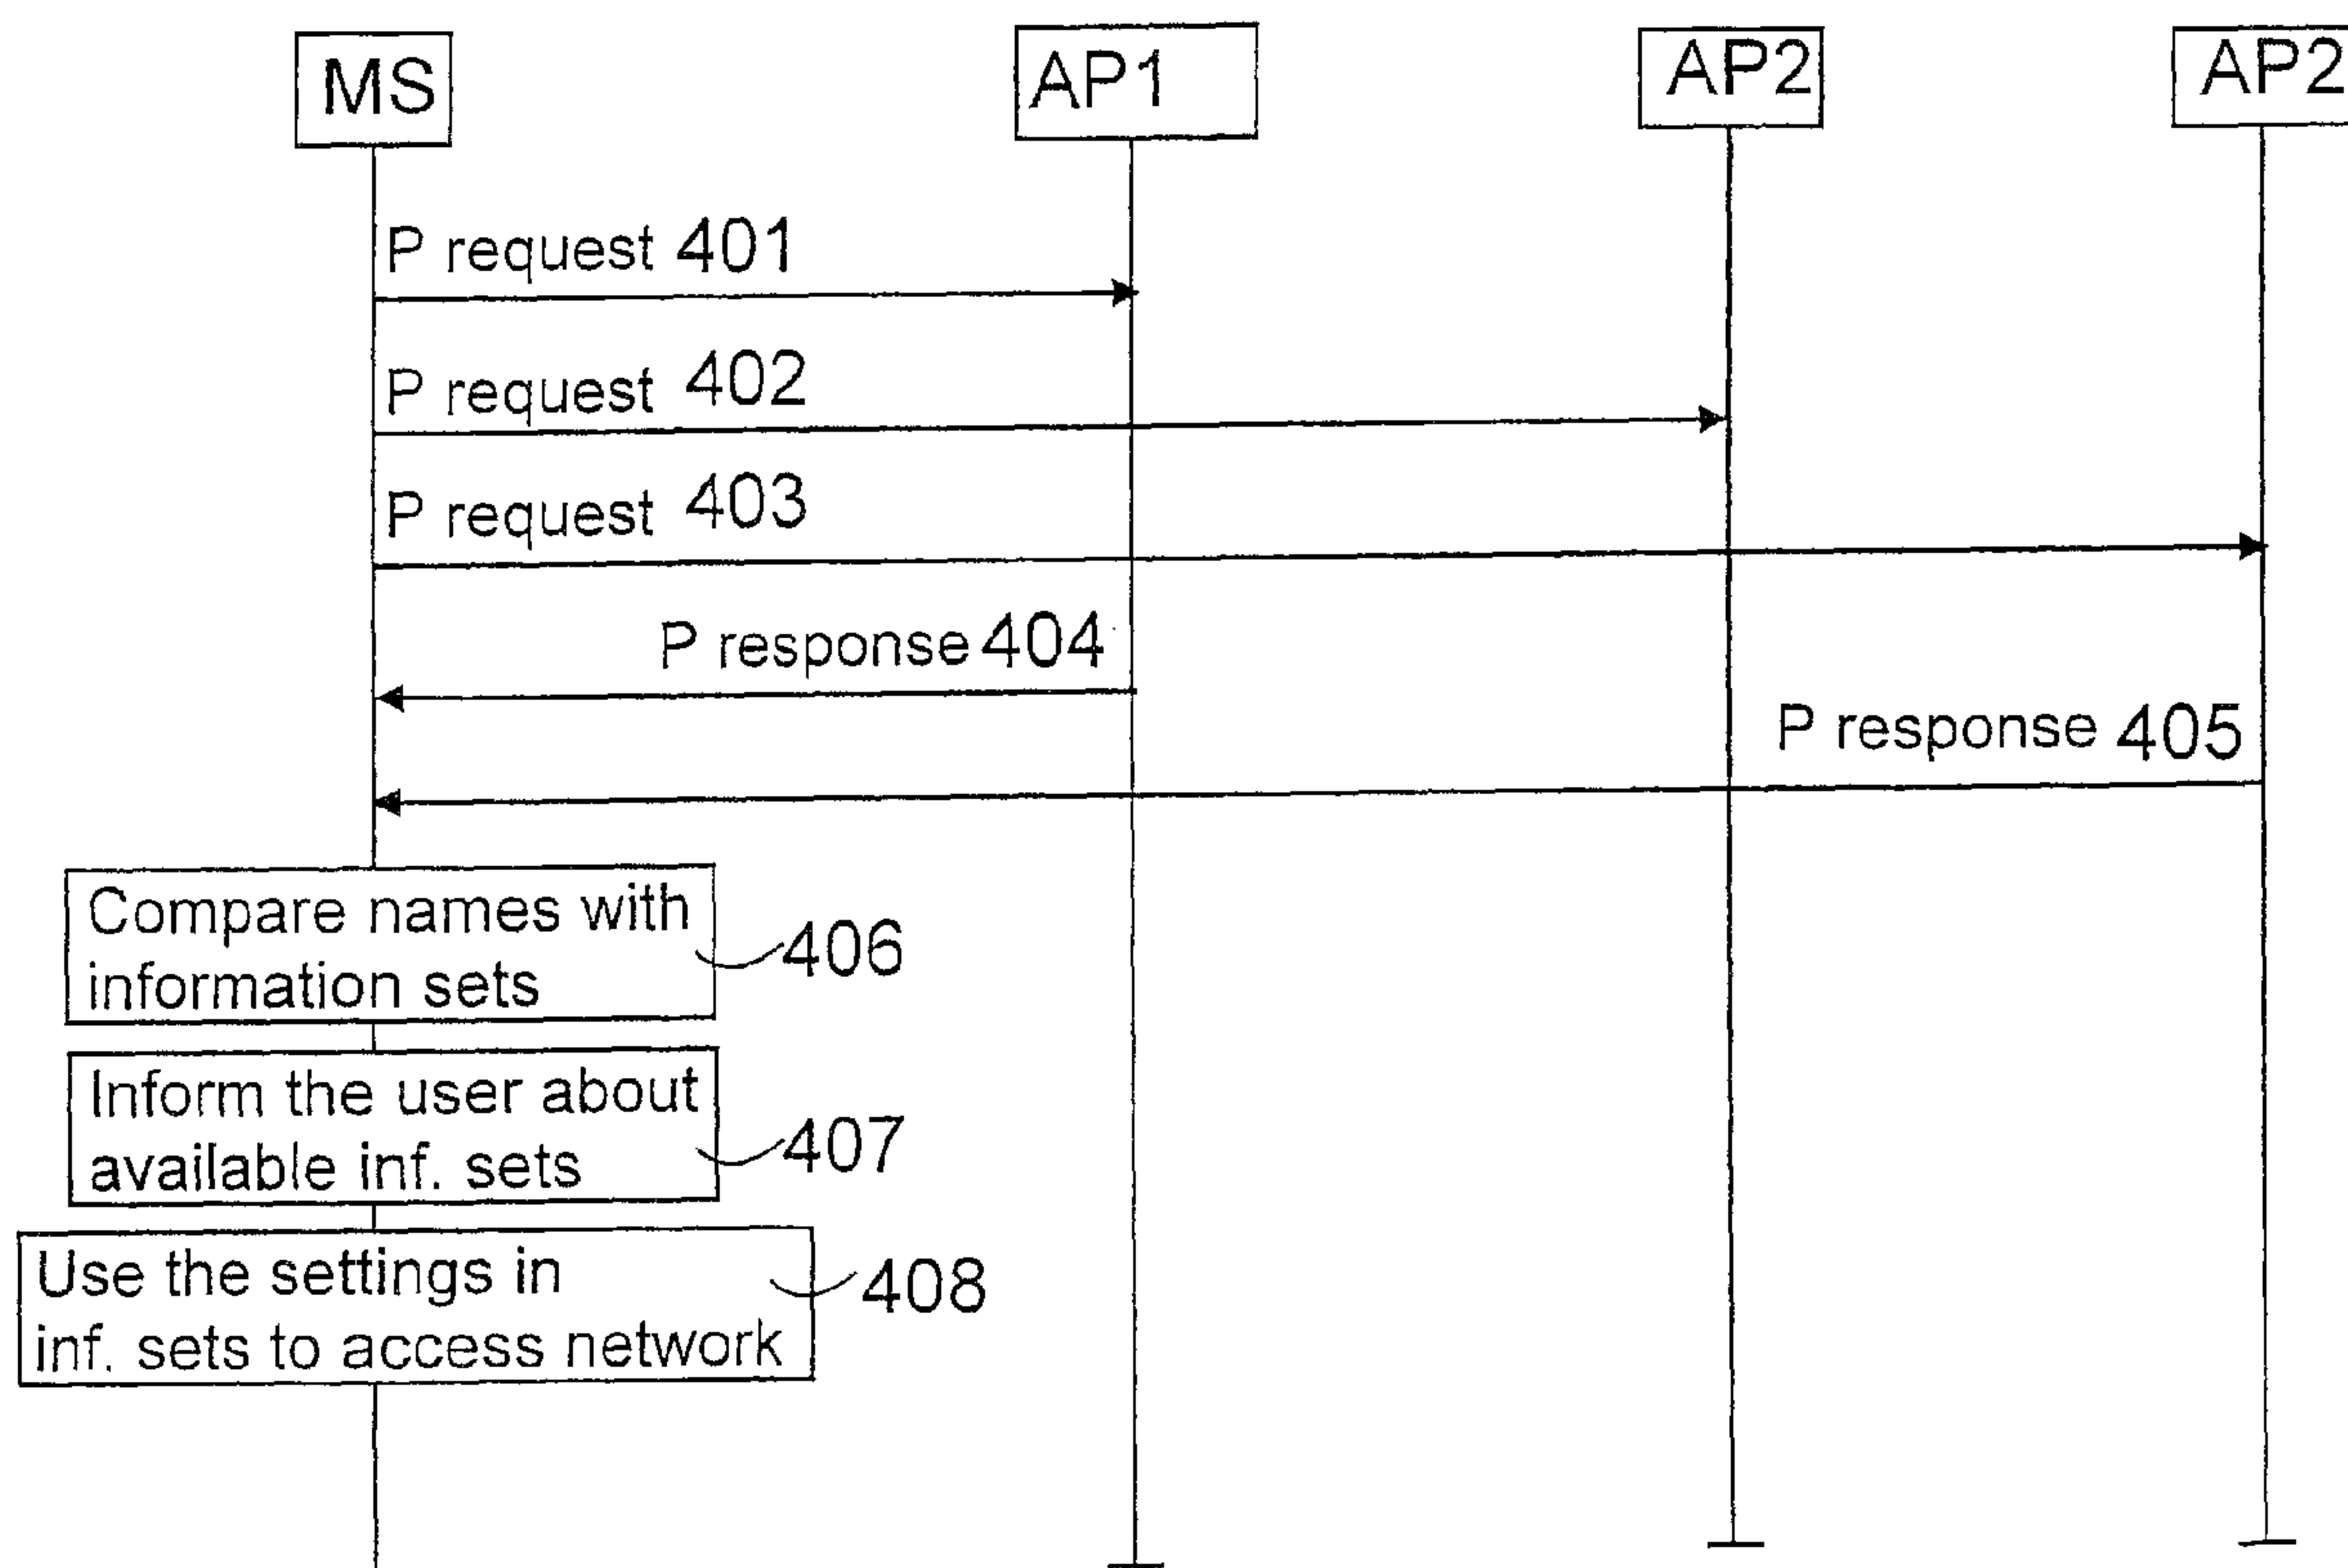 MS
AP1
AP2
AP2
P request 401
P request 402
P request 403
P response 404
P response 405
Compare names with
information sets
406
Inform the user about
available inf. sets
407
Use the settings in
inf. sets to access network
408